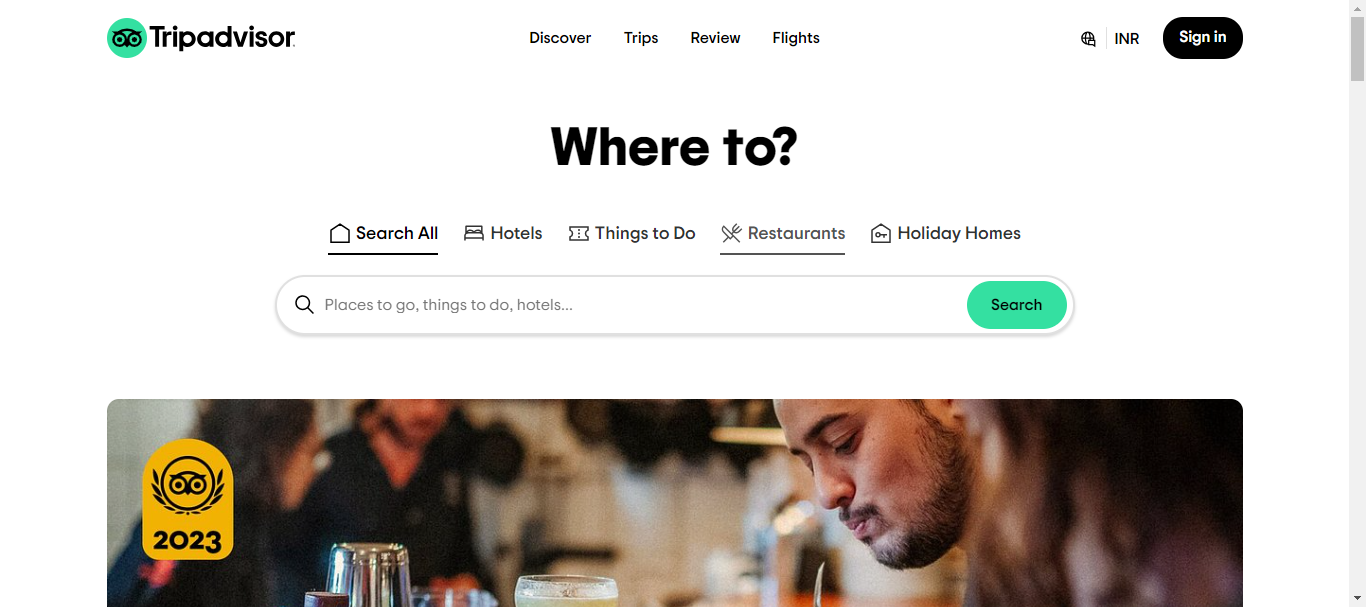 Tripadvisor
Discover Trips Review Flights
INR
Sign in
Where to?
Search All Hotels Things to Do Restaurants Holiday Homes
Places to go, things to do, hotels...
Search
2023